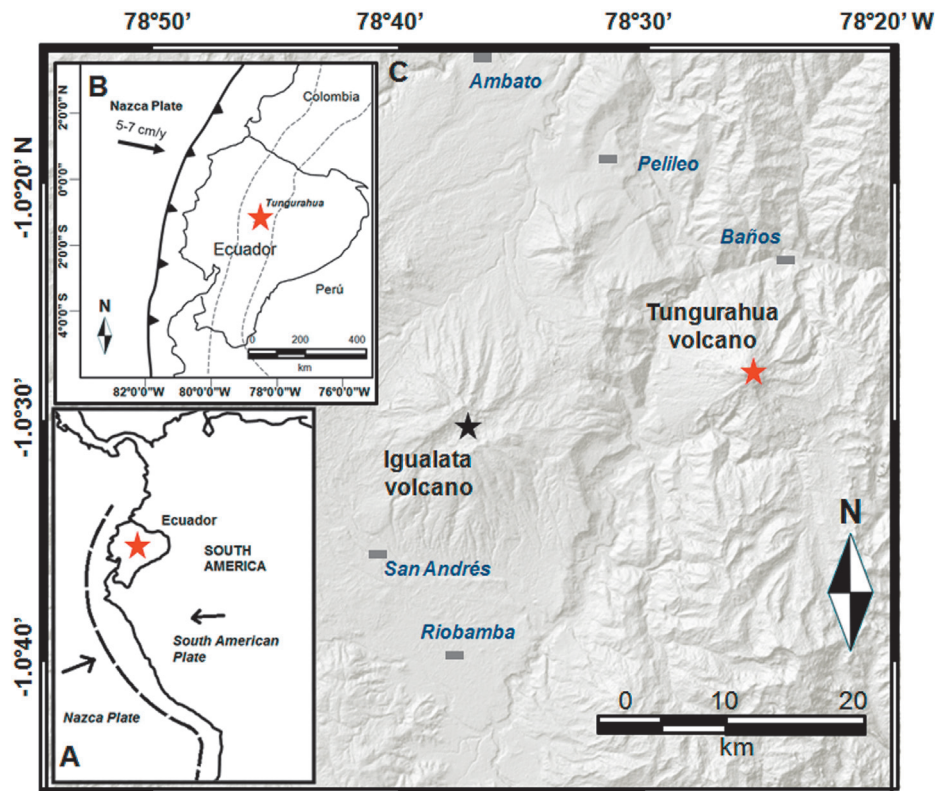 78°50'
78°40'
78°30'
78°20' W
-1.0°20' N
-1.0°30'
-1.0°40'
B
Nazca Plate
5-7 cm/y
Colombia
Tungurahua
Ecuador
Perú
N
0
200
400
km
2°0'0"N
0°0'0"
2°0'0"S
4°0'0"S
82°0'0"W
80°0'0"W
78°0'0"W
76°0'0"W
C
Ambato
Pelileo
Baños
Tungurahua
volcano
Igualata
volcano
San Andrés
Riobamba
N
0
10
20
km
Ecuador
SOUTH
AMERICA
South American
Plate
Nazca Plate
A